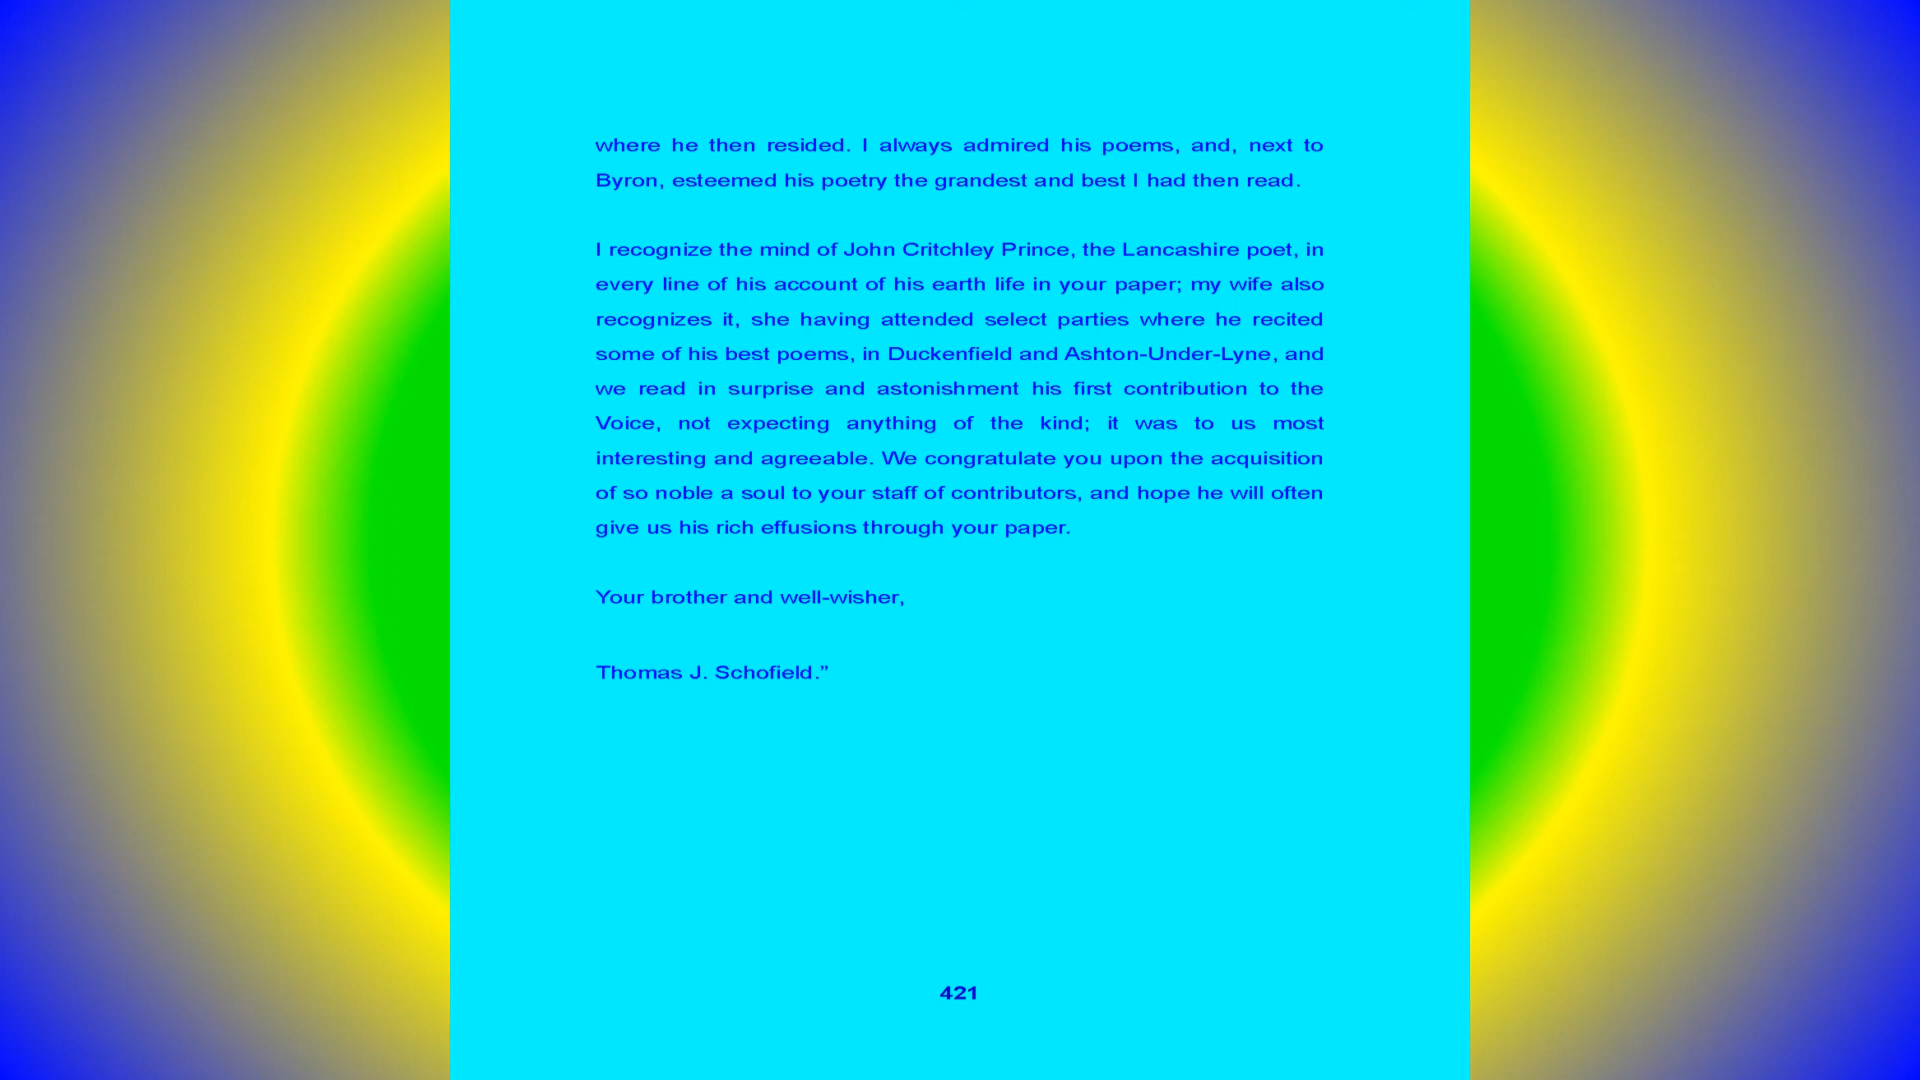 where he then resided. I always admired his poems, and, next to
Byron, esteemed his poetry the grandest and best I had then read.
I recognize the mind of John Critchley Prince, the Lancashire poet, in
every line of his account of his earth life in your paper; my wife also
recognizes it, she having attended select parties where he recited
some of his best poems, in Duckenfield and Ashton-Under-Lyne, and
we read in surprise and astonishment his first contribution to the
Voice, not expecting anything of the kind; it was to us most
interesting and agreeable. We congratulate you upon the acquisition
of so noble a soul to your staff of contributors, and hope he will often
give us his rich effusions through your paper.
Your brother and well-wisher,
Thomas J. Schofield.”
421